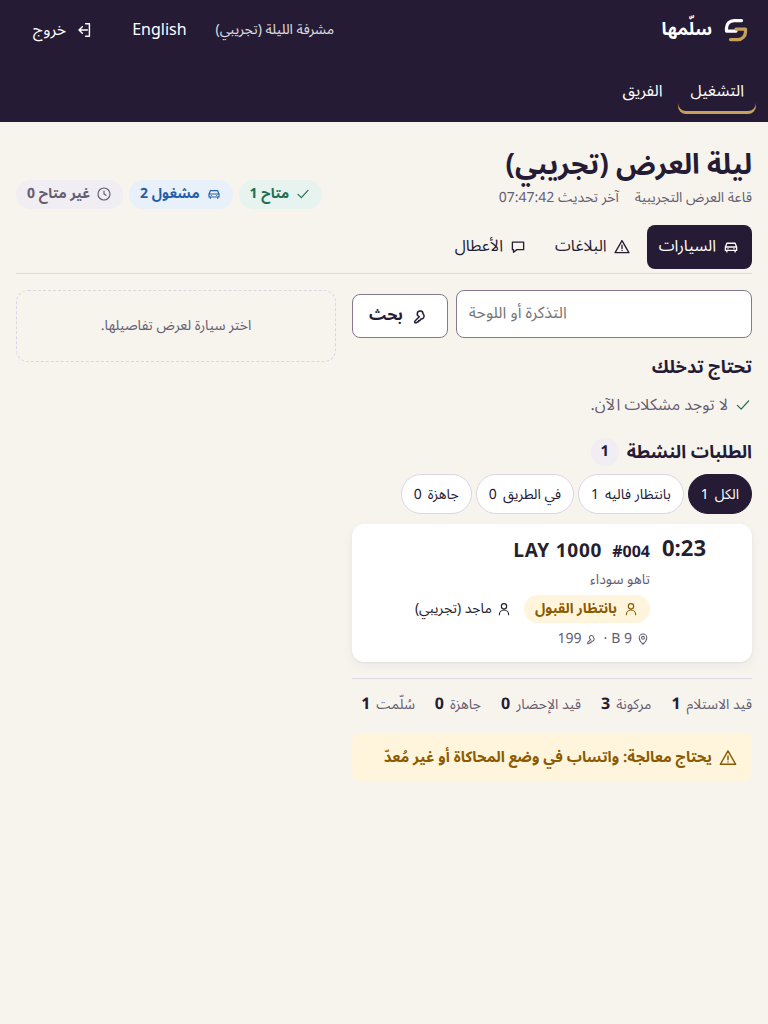 سلّمها
مشرفة الليلة (تجريبي)
English
خروج
التشغيل
الفريق
ليلة العرض (تجريبي)
قاعة العرض التجريبية
آخر تحديث 07:47:42
متاح 1
مشغول 2
غير متاح 0
السيارات
البلاغات
الأعطال
التذكرة أو اللوحة
بحث
اختر سيارة لعرض تفاصيلها.
تحتاج تدخلك
لا توجد مشكلات الآن.
الطلبات النشطة 1
الكل 1
بانتظار فاليه 1
في الطريق 0
جاهزة 0
0:23 #004 LAY 1000
تاهو سوداء
بانتظار القبول
ماجد (تجريبي)
B 9 · 199
قيد الاستلام 1
مركونة 3
قيد الإحضار 0
جاهزة 0
سُلّمت 1
يحتاج معالجة: واتساب في وضع المحاكاة أو غير مُعدّ